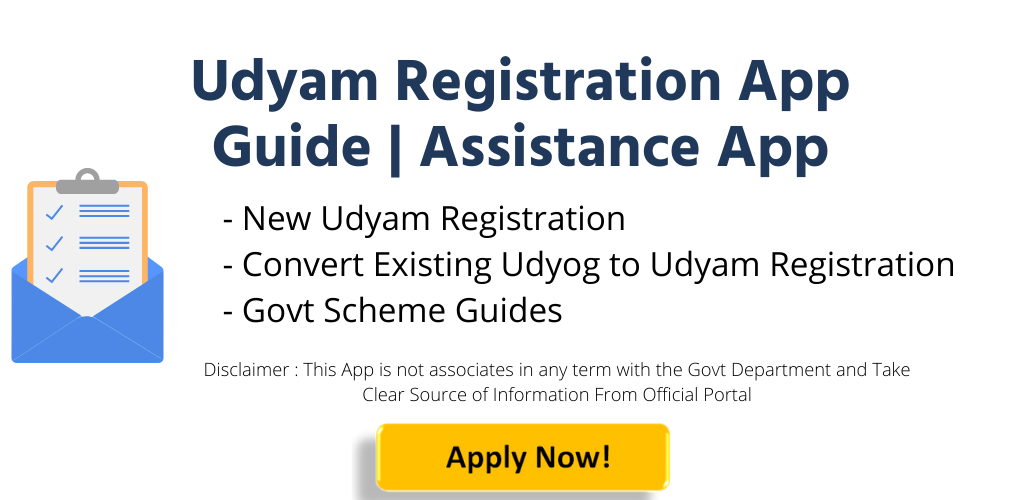 Udyam Registration App
Guide | Assistance App
- New Udyam Registration
- Convert Existing Udyog to Udyam Registration
- Govt Scheme Guides
Disclaimer : This App is not associates in any term with the Govt Department and Take
Clear Source of Information From Official Portal
Apply Now!